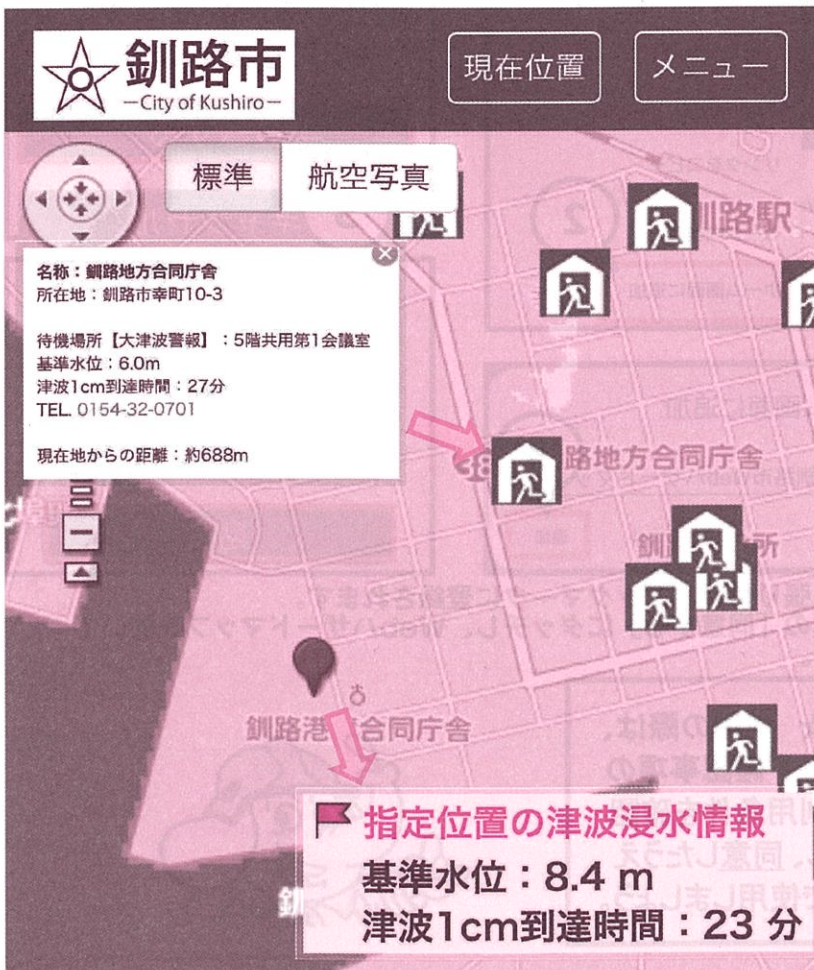 釧路市
City of Kushiro
現在位置
メニュー
標準
航空写真
釧路駅
名称：釧路地方合同庁舎
所在地：釧路市幸町10-3
待機場所【大津波警報】：5階共用第1会議室
基準水位：6.0m
津波1cm到達時間：27分
TEL. 0154-32-0701
現在地からの距離：約688m
38
路地方合同庁舎
釧
所
釧路港
合同庁舎
釧
指定位置の津波浸水情報
基準水位：8.4 m
津波1cm到達時間：23 分